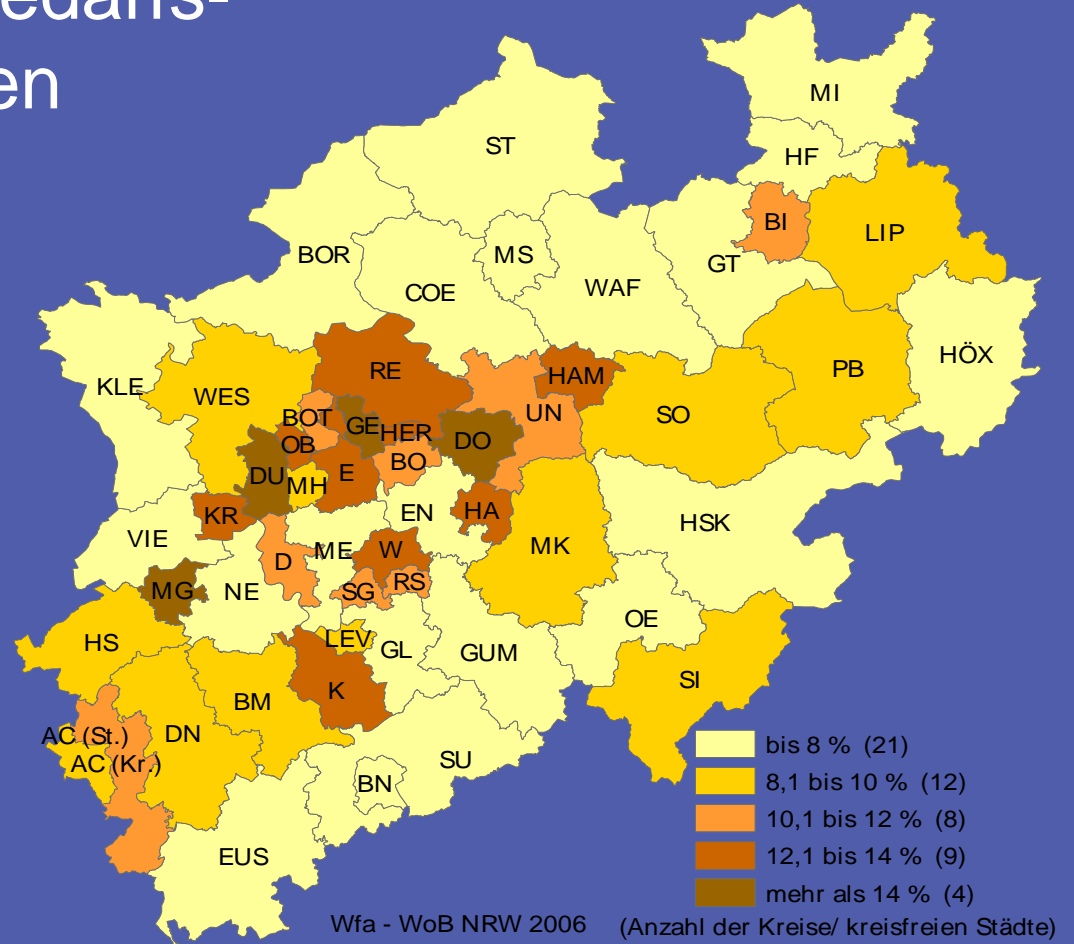 edarfs-
en
MI
ST
HF
BI
LIP
BOR
MS
GT
COE
WAF
HÖX
RE
PB
HAM
KLE
WES
UN
SO
BOT
GE
HER
OB
DO
BO
DU
MH
E
EN
HA
KR
HSK
VIE
MK
D
ME
W
SG
RS
MG
NE
OE
HS
LEV
GL
GUM
SI
K
BM
DN
AC (St.)
AC (Kr.)
SU
BN
EUS
bis 8 % (21)
8,1 bis 10 % (12)
10,1 bis 12 % (8)
12,1 bis 14 % (9)
mehr als 14 % (4)
Wfa - WoB NRW 2006 (Anzahl der Kreise/ kreisfreien Städte)